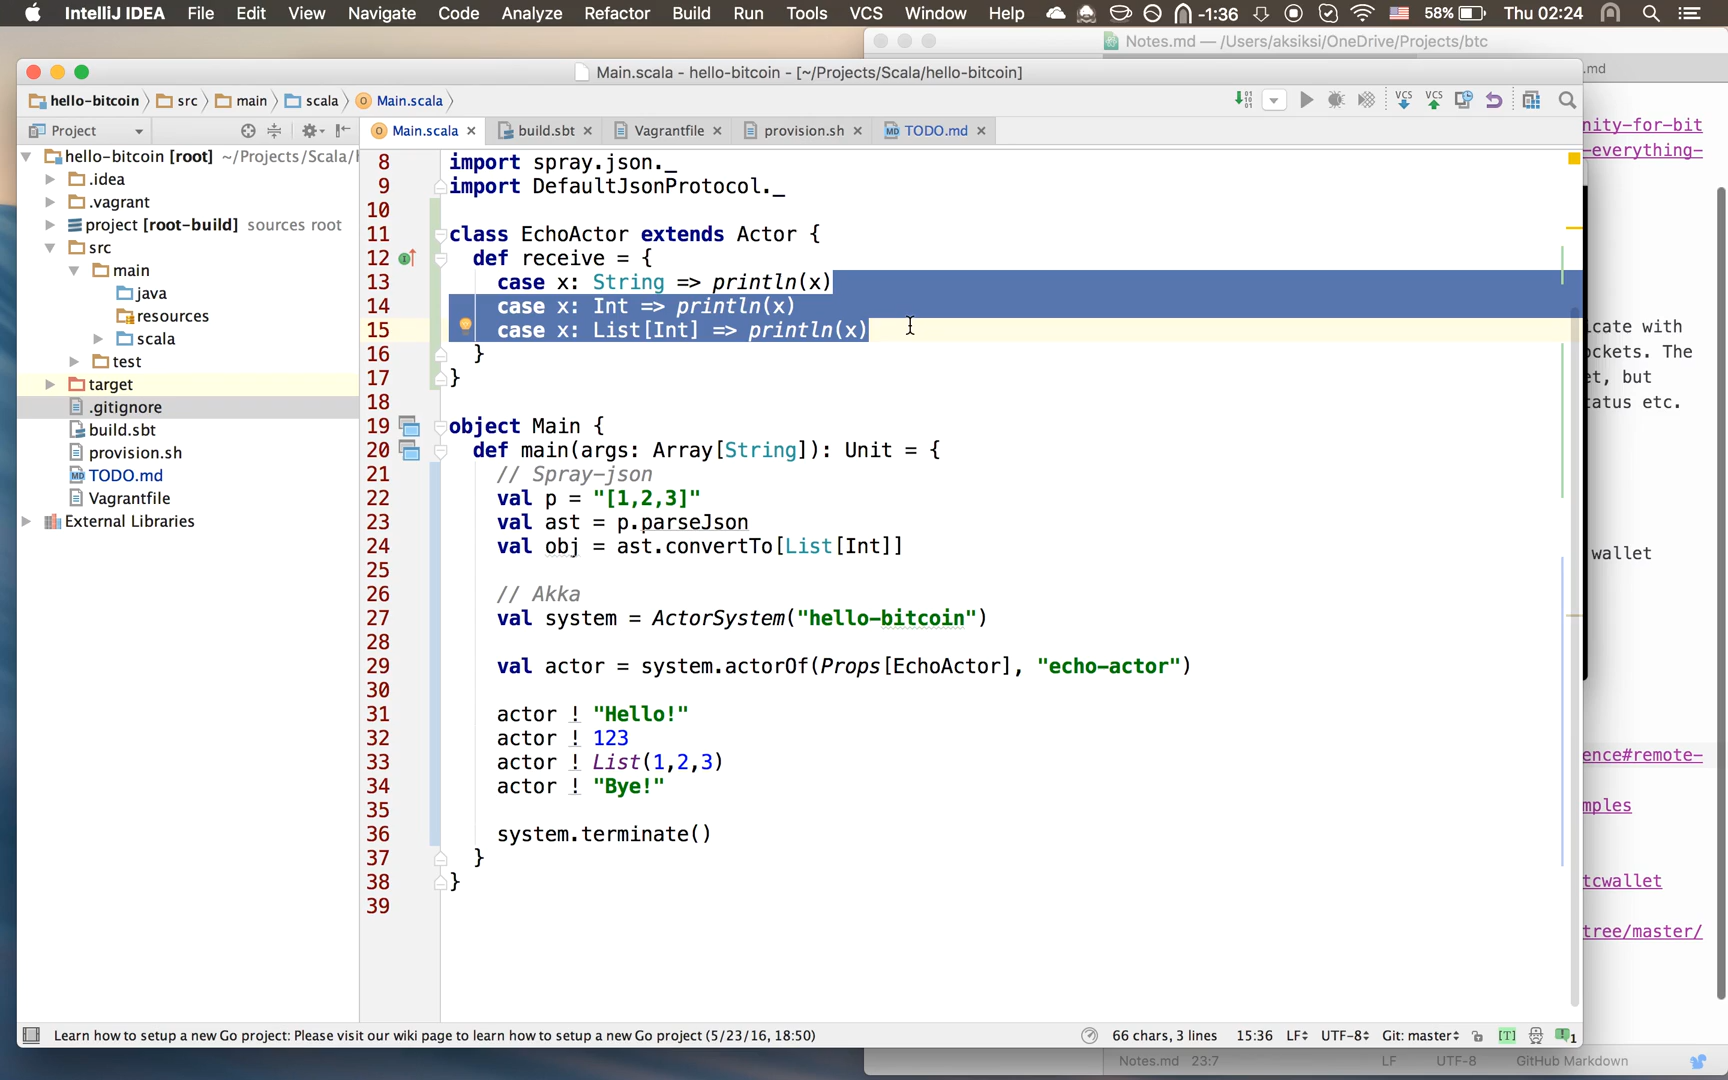 IntelliJ IDEA File Edit View Navigate Code Analyze Refactor Build Run Tools VCS Window Help -1:36 58% Thu 02:24
Notes.md — /Users/aksiksi/OneDrive/Projects/btc
Main.scala - hello-bitcoin - [~/Projects/Scala/hello-bitcoin]
.md
hello-bitcoin src main scala Main.scala
VCS VCS
Project
Main.scala build.sbt Vagrantfile provision.sh TODO.md
hello-bitcoin [root] ~/Projects/Scala/
.idea
.vagrant
project [root-build] sources root
src
main
java
resources
scala
test
target
.gitignore
build.sbt
provision.sh
TODO.md
Vagrantfile
External Libraries
8 import spray.json._
9 import DefaultJsonProtocol._
10
11 class EchoActor extends Actor {
12 def receive = {
13 case x: String => println(x)
14 case x: Int => println(x)
15 case x: List[Int] => println(x)
16 }
17 }
18
19 object Main {
20 def main(args: Array[String]): Unit = {
21 // Spray-json
22 val p = "[1,2,3]"
23 val ast = p.parseJson
24 val obj = ast.convertTo[List[Int]]
25
26 // Akka
27 val system = ActorSystem("hello-bitcoin")
28
29 val actor = system.actorOf(Props[EchoActor], "echo-actor")
30
31 actor ! "Hello!"
32 actor ! 123
33 actor ! List(1,2,3)
34 actor ! "Bye!"
35
36 system.terminate()
37 }
38 }
39
nity-for-bit
-everything-
icate with
ockets. The
et, but
tatus etc.
wallet
ence#remote-
mples
tcwallet
tree/master/
Learn how to setup a new Go project: Please visit our wiki page to learn how to setup a new Go project (5/23/16, 18:50) 66 chars, 3 lines 15:36 LF UTF-8 Git: master [T] 1
Notes.md 23:7 LF UTF-8 GitHub Markdown